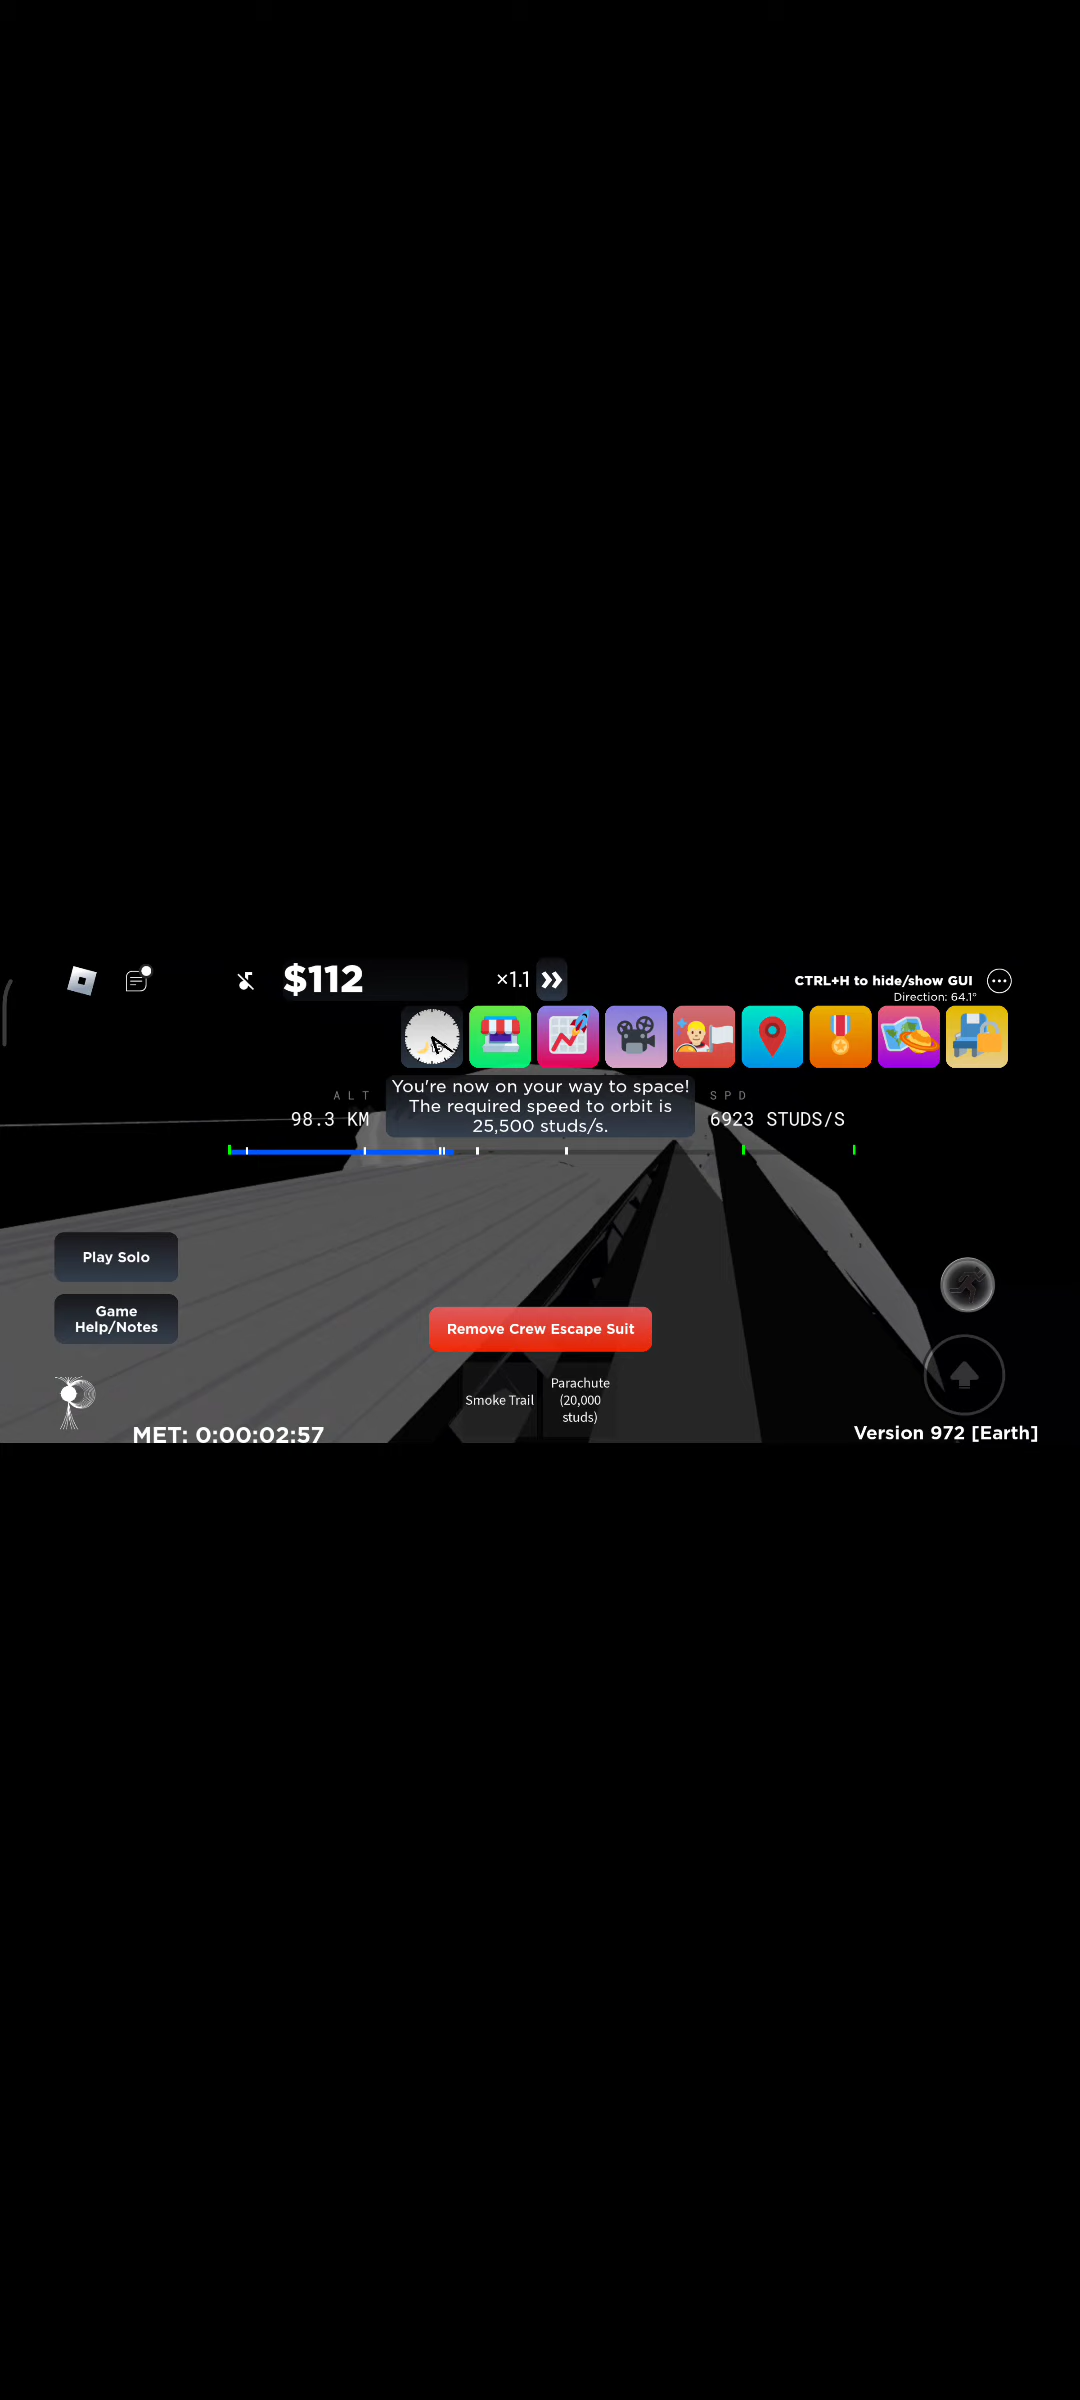 $112
×1.1
CTRL+H to hide/show GUI
Direction: 64.1°
You're now on your way to space!
The required speed to orbit is
25,500 studs/s.
ALT
98.3 KM
SPD
6923 STUDS/S
Play Solo
Game
Help/Notes
Remove Crew Escape Suit
Smoke Trail
Parachute
(20,000
studs)
MET: 0:00:02:57
Version 972 [Earth]